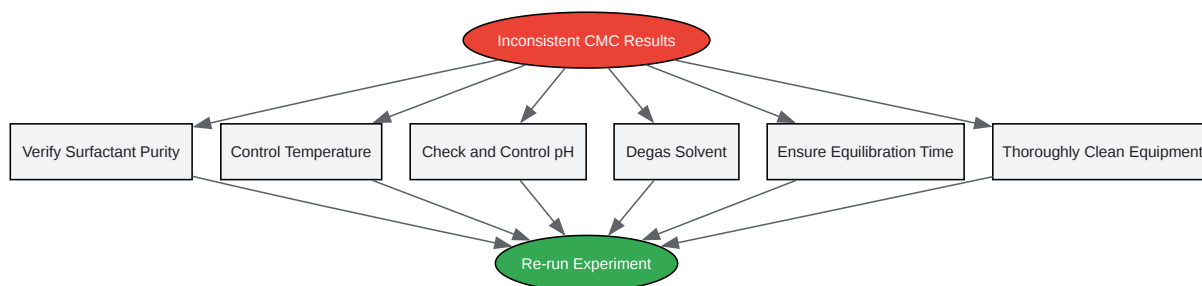 Inconsistent CMC Results
Verify Surfactant Purity
Control Temperature
Check and Control pH
Degas Solvent
Ensure Equilibration Time
Thoroughly Clean Equipment
Re-run Experiment